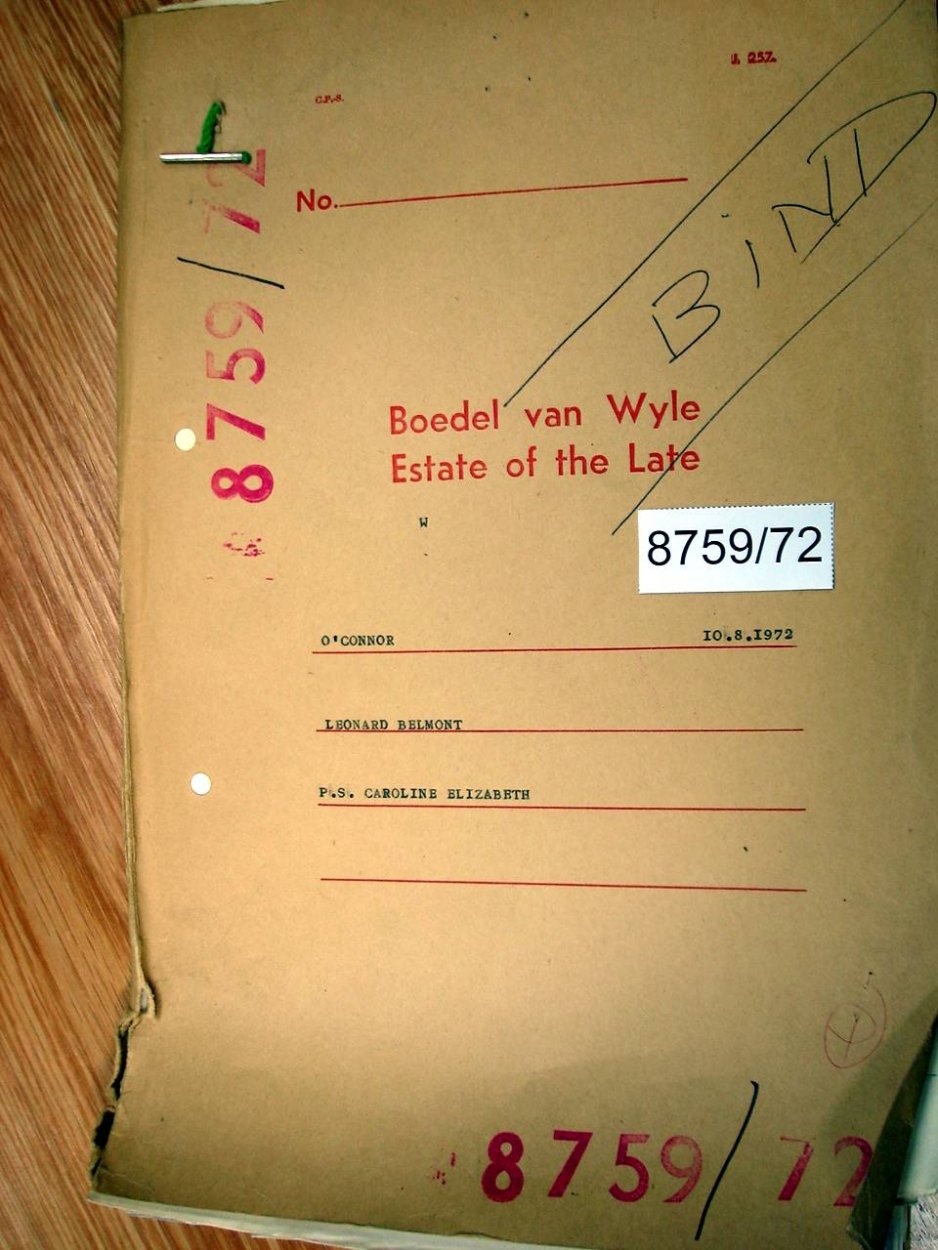 J. 257.
G.P.-S.
No.
BiND
8759/72
Boedel van Wyle
Estate of the Late
W
8759/72
O'CONNOR 10.8.1972
LEONARD BELMONT
P.S. CAROLINE ELIZABETH
8759/72